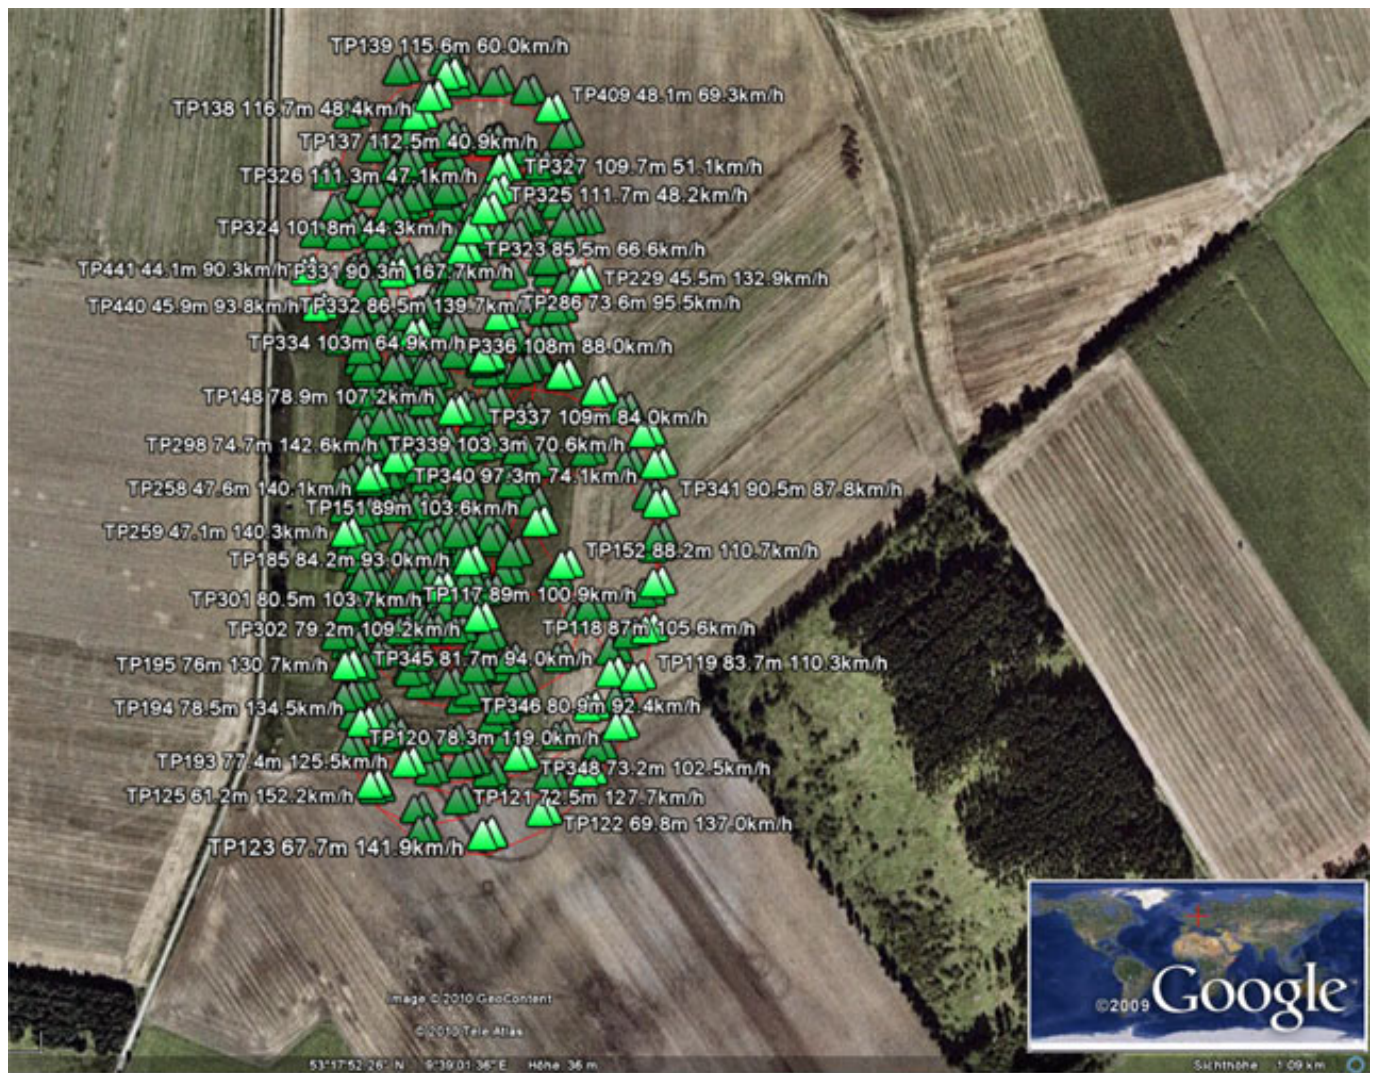 TP139 115.6m 60.0km/h
TP409 48.1m 69.3km/h
TP138 116.7m 48.4km/h
TP137 112.5m 40.9km/h
TP327 109.7m 51.1km/h
TP326 111.3m 47.1km/h
TP325 111.7m 48.2km/h
TP324 101.8m 44.3km/h
TP323 85.5m 66.6km/h
TP441 44.1m 90.3km/h
TP331 90.3m 167.7km/h
TP229 45.5m 132.9km/h
TP440 45.9m 93.8km/h
TP332 86.5m 139.7km/h
TP286 73.6m 95.5km/h
TP334 103m 64.9km/h
TP336 108m 88.0km/h
TP148 78.9m 107.2km/h
TP337 109m 84.0km/h
TP298 74.7m 142.6km/h
TP339 103.3m 70.6km/h
TP340 97.3m 74.1km/h
TP258 47.6m 140.1km/h
TP341 90.5m 87.8km/h
TP151 89m 103.6km/h
TP259 47.1m 140.3km/h
TP152 88.2m 110.7km/h
TP185 84.2m 93.0km/h
TP301 80.5m 103.7km/h
TP117 89m 100.9km/h
TP302 79.2m 109.2km/h
TP118 87m 105.6km/h
TP195 76m 130.7km/h
TP345 81.7m 94.0km/h
TP119 83.7m 110.3km/h
TP194 78.5m 134.5km/h
TP346 80.9m 92.4km/h
TP120 78.3m 119.0km/h
TP193 77.4m 125.5km/h
TP348 73.2m 102.5km/h
TP125 61.2m 152.2km/h
TP121 72.5m 127.7km/h
TP122 69.8m 137.0km/h
TP123 67.7m 141.9km/h
Image © 2010 GeoContent
© 2010 Tele Atlas
©2009 Google
53°17'52.26" N 9°39'01.36" E Höhe 36 m
Sichthöhe 1.09 km